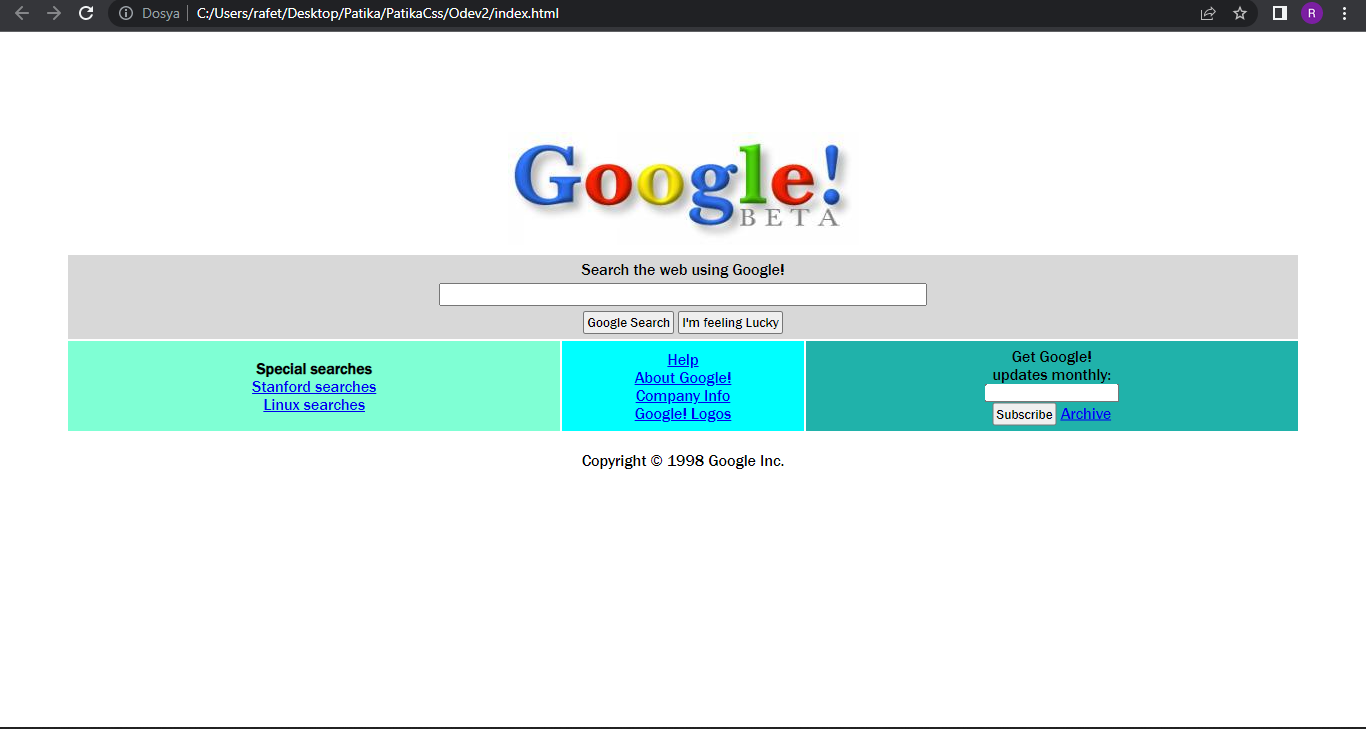 Dosya C:/Users/rafet/Desktop/Patika/PatikaCss/Odev2/index.html R
Google!
BETA
Search the web using Google!
Google Search I'm feeling Lucky
Special searches
Stanford searches
Linux searches
Help
About Google!
Company Info
Google! Logos
Get Google!
updates monthly:
Subscribe Archive
Copyright © 1998 Google Inc.